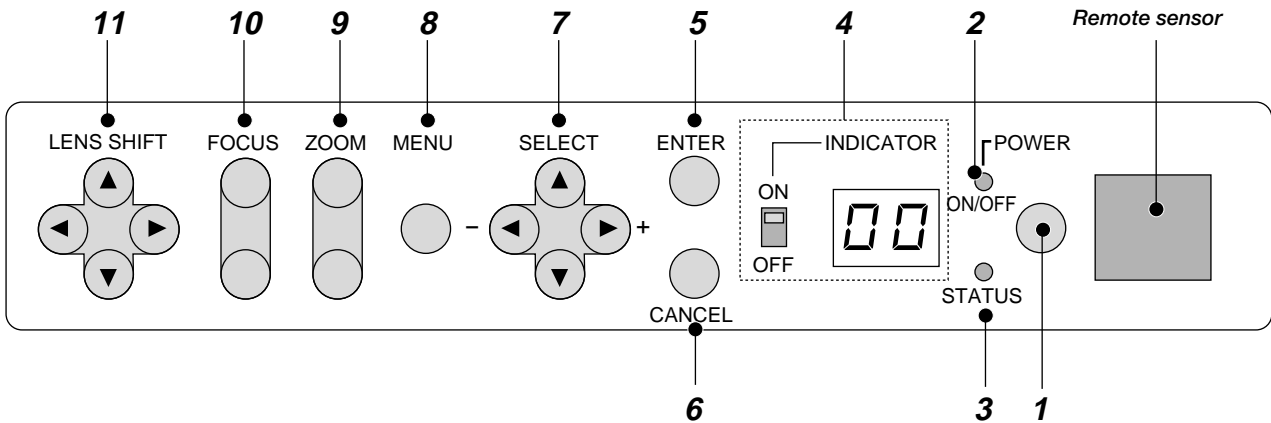 11 10 9 8 7 5 4 2 Remote sensor
LENS SHIFT FOCUS ZOOM MENU SELECT ENTER INDICATOR POWER
ON ON/OFF
− +
00
OFF
STATUS
CANCEL
6 3 1